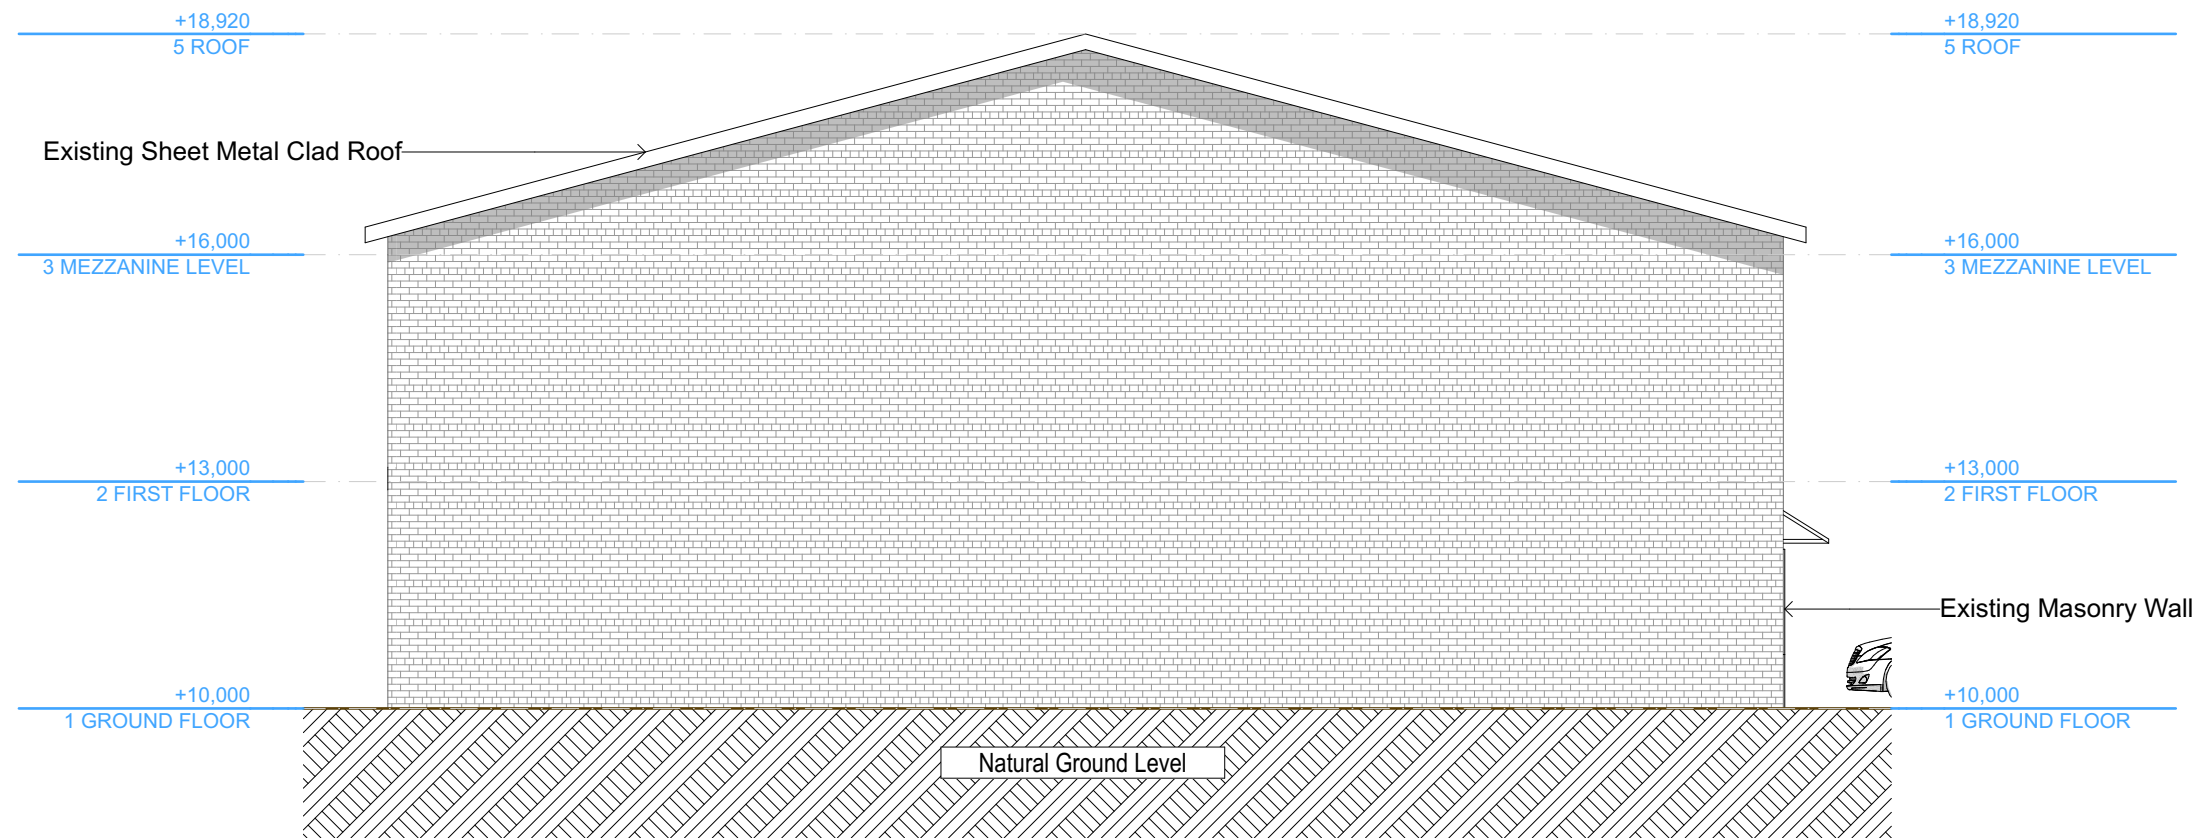 +18,920
5 ROOF
+18,920
5 ROOF
Existing Sheet Metal Clad Roof
+16,000
3 MEZZANINE LEVEL
+16,000
3 MEZZANINE LEVEL
+13,000
2 FIRST FLOOR
+13,000
2 FIRST FLOOR
Existing Masonry Wall
+10,000
1 GROUND FLOOR
+10,000
1 GROUND FLOOR
Natural Ground Level